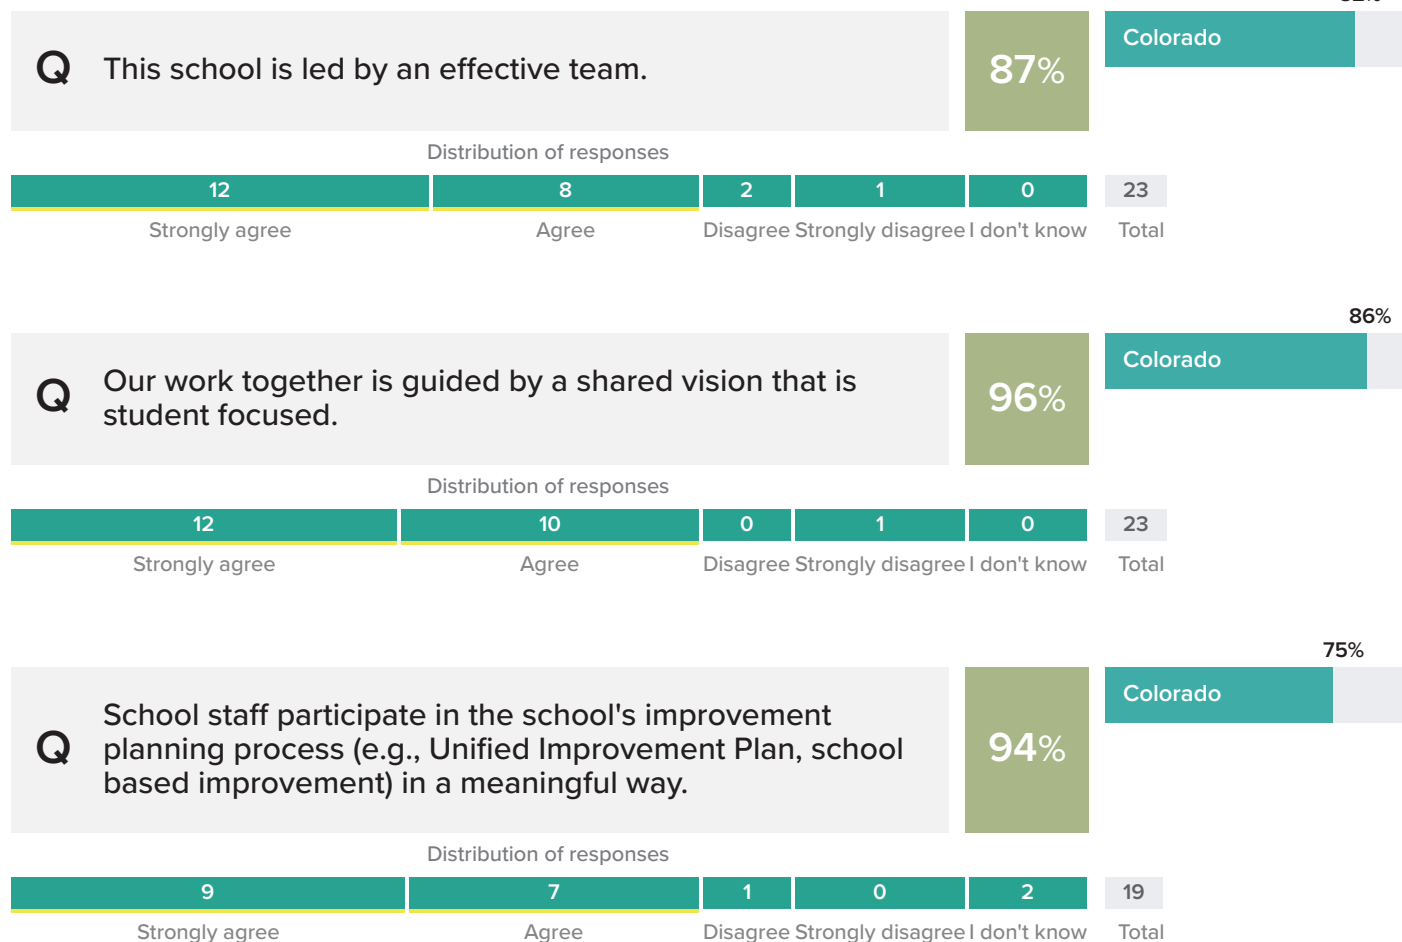 Colorado
Q This school is led by an effective team.
87%
Distribution of responses
12 8 2 1 0 23
Strongly agree Agree Disagree Strongly disagree I don't know Total
86%
Colorado
Q Our work together is guided by a shared vision that is
student focused.
96%
Distribution of responses
12 10 0 1 0 23
Strongly agree Agree Disagree Strongly disagree I don't know Total
75%
Colorado
Q School staff participate in the school's improvement
planning process (e.g., Unified Improvement Plan, school
based improvement) in a meaningful way.
94%
Distribution of responses
9 7 1 0 2 19
Strongly agree Agree Disagree Strongly disagree I don't know Total